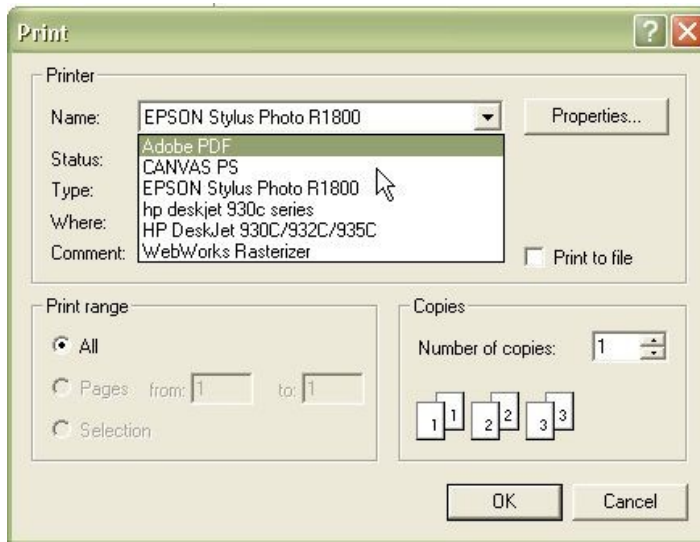 Print
Printer
Name: EPSON Stylus Photo R1800 Properties...
Adobe PDF
Status: CANVAS PS
Type: EPSON Stylus Photo R1800
hp deskjet 930c series
Where: HP DeskJet 930C/932C/935C
Comment: WebWorks Rasterizer Print to file
Print range Copies
All Number of copies: 1
Pages from: 1 to: 1
1 1 2 2 3 3
Selection
OK Cancel